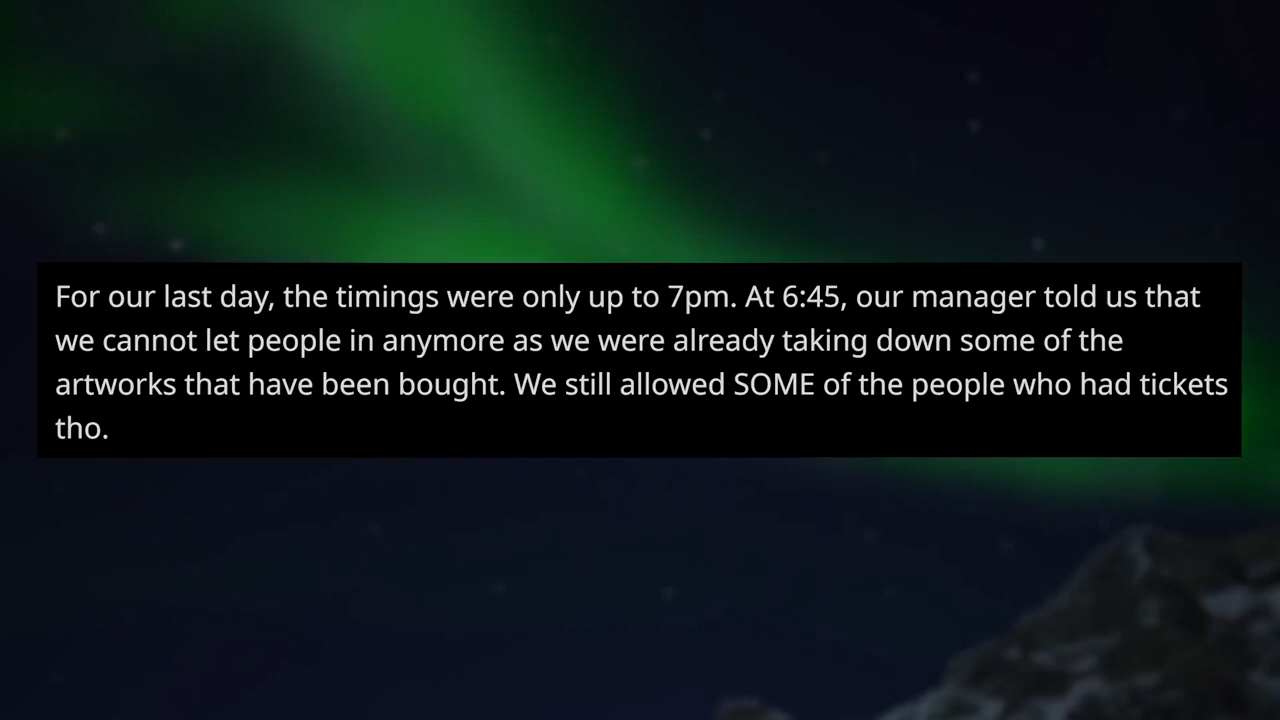 For our last day, the timings were only up to 7pm. At 6:45, our manager told us that
we cannot let people in anymore as we were already taking down some of the
artworks that have been bought. We still allowed SOME of the people who had tickets
tho.